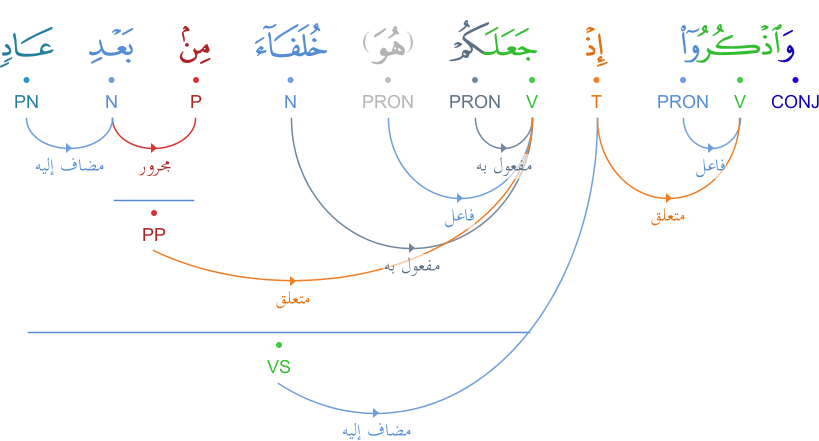 وَٱذْكُرُوٓا۟ إِذْ جَعَلَكُمْ (هُوَ) خُلَفَآءَ مِنۢ بَعْدِ عَادٍ
CONJ V PRON T V PRON PRON N P N PN
فاعل مفعول به مجرور مضاف إليه
متعلق فاعل
PP
مفعول به
متعلق
VS
مضاف إليه